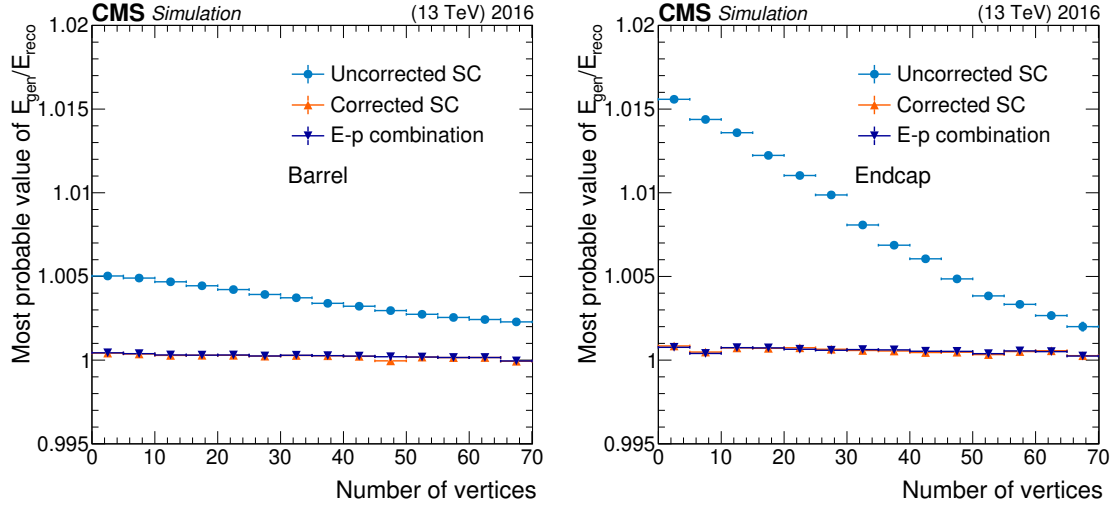 CMS Simulation (13 TeV) 2016
Most probable value of E_gen/E_reco
1.02
1.015
1.01
1.005
1
0.995
Uncorrected SC
Corrected SC
E-p combination
Barrel
0 10 20 30 40 50 60 70
Number of vertices
CMS Simulation (13 TeV) 2016
Most probable value of E_gen/E_reco
1.02
1.015
1.01
1.005
1
0.995
Uncorrected SC
Corrected SC
E-p combination
Endcap
0 10 20 30 40 50 60 70
Number of vertices